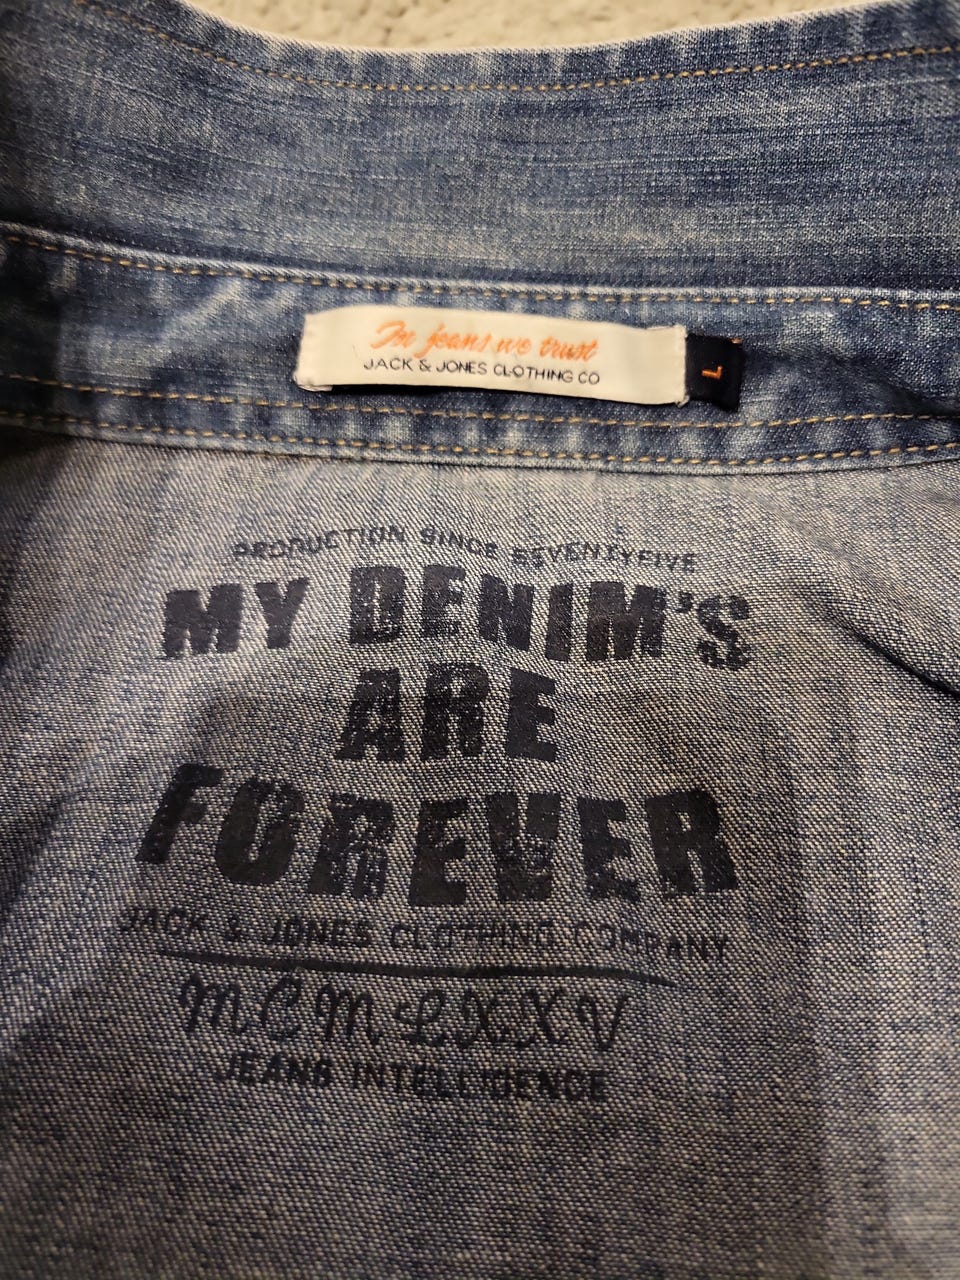 In jeans we trust
JACK & JONES CLOTHING CO
L
PRODUCTION SINCE SEVENTYFIVE
MY DENIM'S
ARE
FOREVER
JACK & JONES CLOTHING COMPANY
MCMLXXV
JEANS INTELLIGENCE